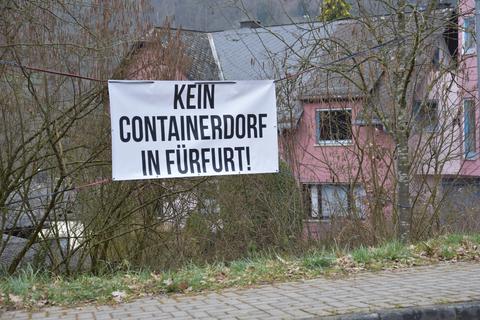 KEIN
CONTAINERDORF
IN FÜRFURT!